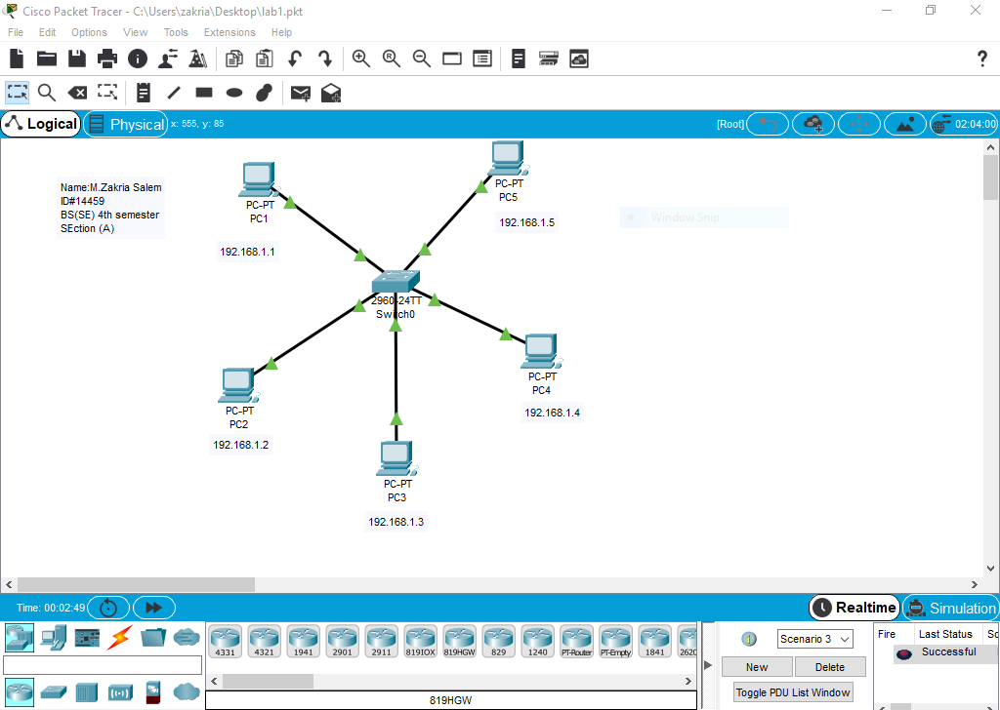 Cisco Packet Tracer - C:\Users\zakria\Desktop\lab1.pkt
File Edit Options View Tools Extensions Help
Logical Physical x: 555, y: 85 [Root] 02:04:00
Name:M.Zakria Salem
ID#14459
BS(SE) 4th semester
SEction (A)
PC-PT
PC1
192.168.1.1
PC-PT
PC5
192.168.1.5
Window Snip
2960-24TT
Switch0
PC-PT
PC4
192.168.1.4
PC-PT
PC2
192.168.1.2
PC-PT
PC3
192.168.1.3
Time: 00:02:49 Realtime Simulation
4331 4321 1941 2901 2911 819IOX 819HGW 829 1240 PT-Router PT-Empty 1841 2620
819HGW
Scenario 3
New Delete
Toggle PDU List Window
Fire Last Status Sc
Successful